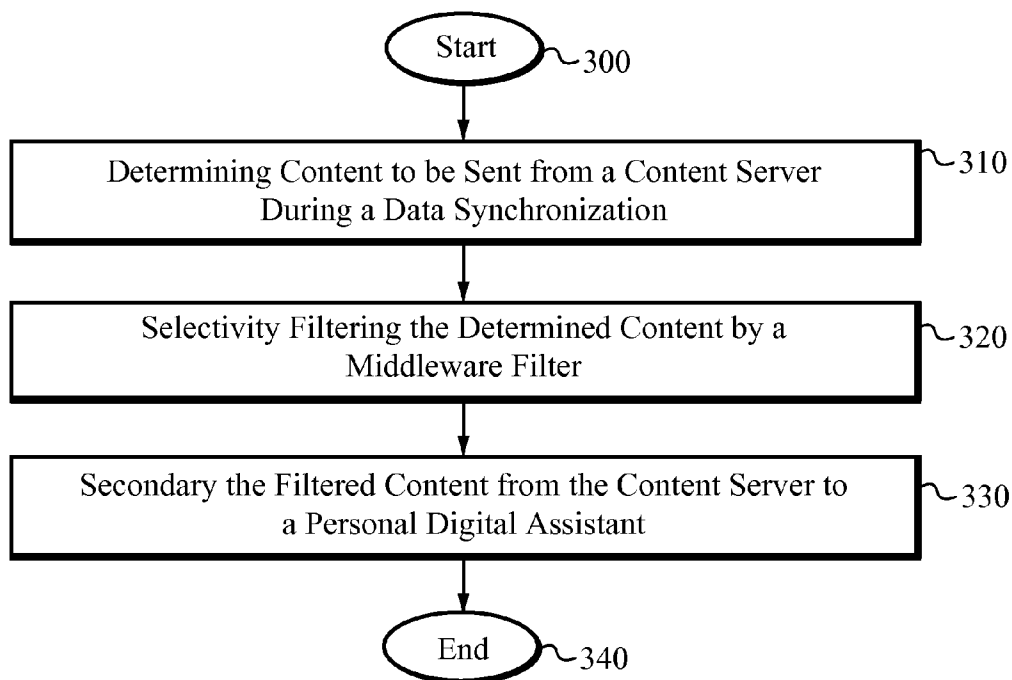 Start
300
Determining Content to be Sent from a Content Server
During a Data Synchronization
310
Selectivity Filtering the Determined Content by a
Middleware Filter
320
Secondary the Filtered Content from the Content Server to
a Personal Digital Assistant
330
End
340